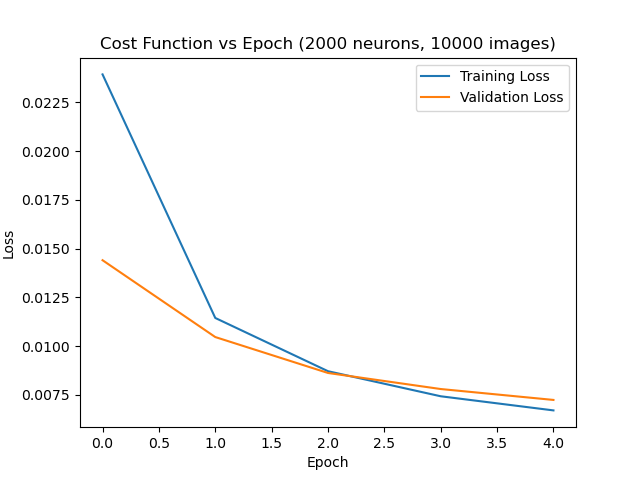 Cost Function vs Epoch (2000 neurons, 10000 images)
Training Loss
Validation Loss
0.0225
0.0200
0.0175
0.0150
0.0125
0.0100
0.0075
Loss
0.0 0.5 1.0 1.5 2.0 2.5 3.0 3.5 4.0
Epoch